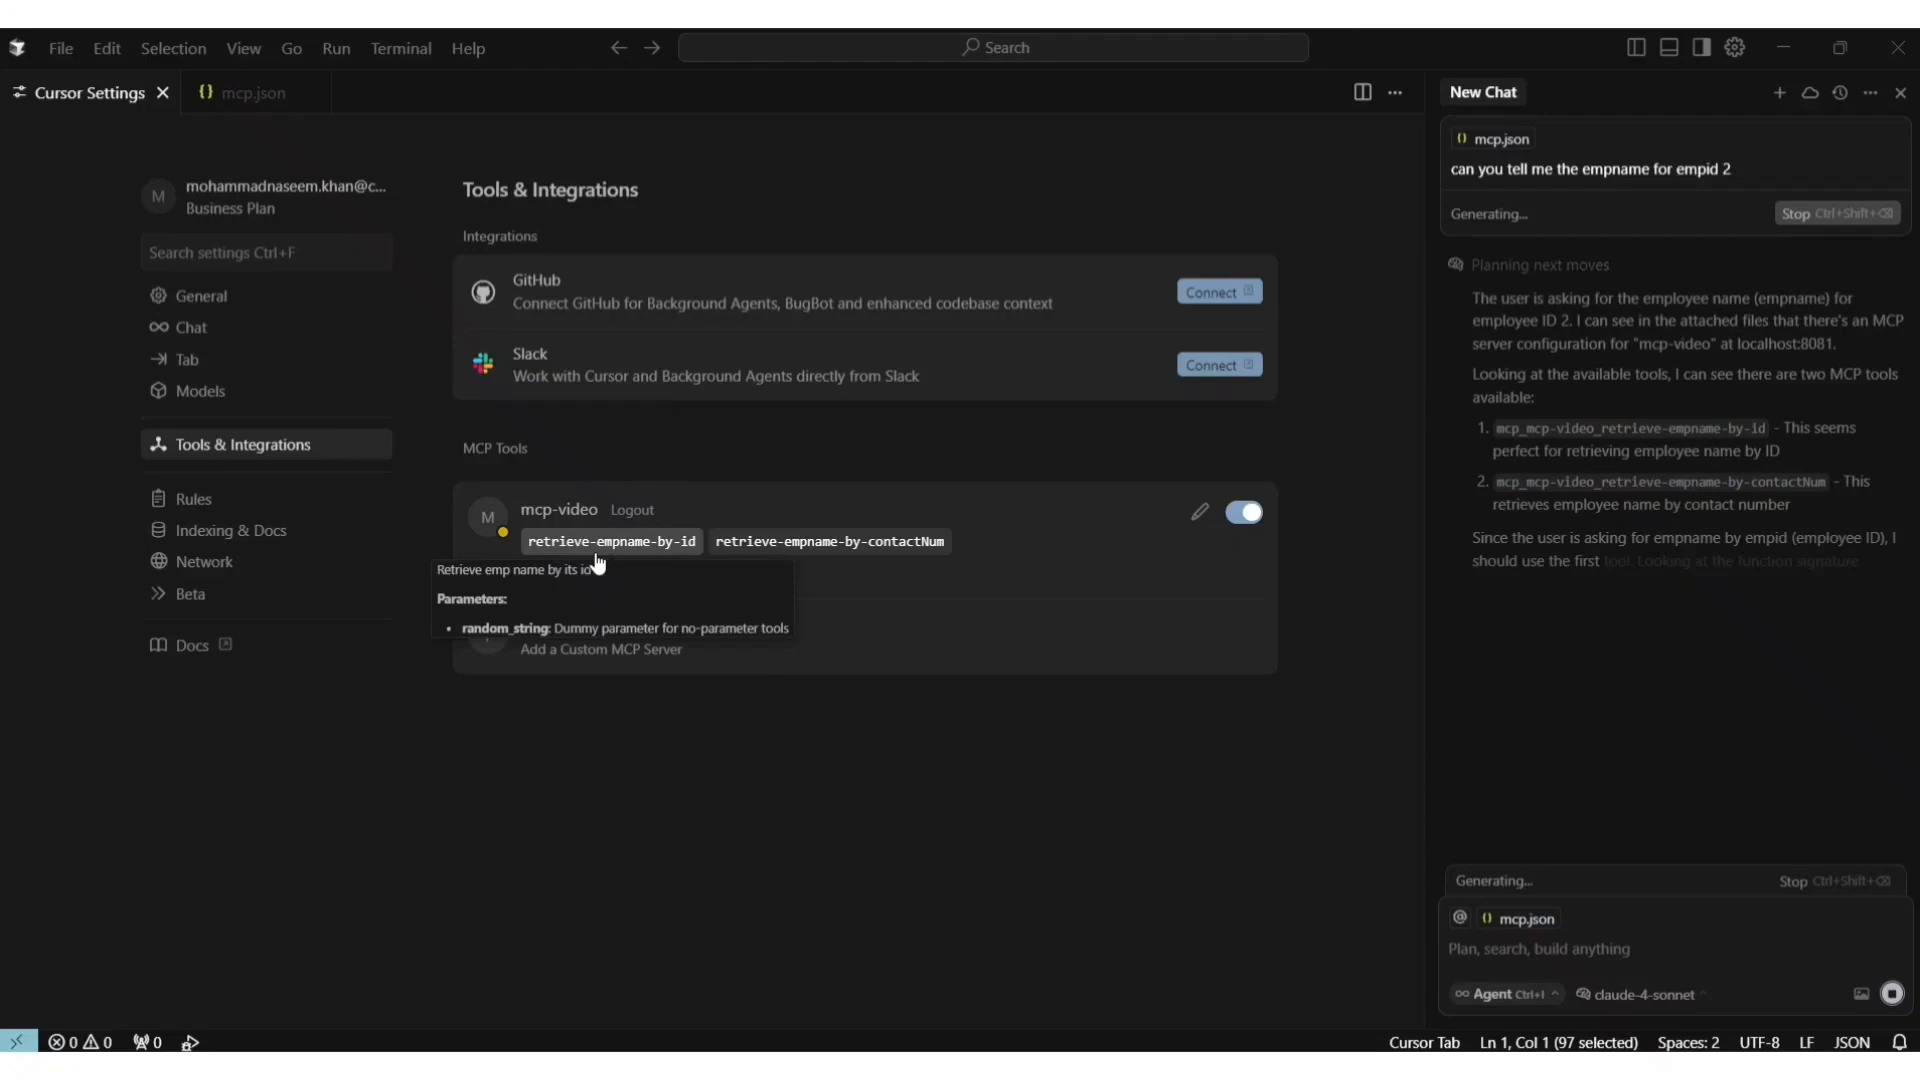 File Edit Selection View Go Run Terminal Help
Search
Cursor Settings
{} mcp.json
M
mohammadnaseem.khan@c...
Business Plan
Search settings Ctrl+F
General
Chat
Tab
Models
Tools & Integrations
Rules
Indexing & Docs
Network
Beta
Docs
Tools & Integrations
Integrations
GitHub
Connect GitHub for Background Agents, BugBot and enhanced codebase context
Connect
Slack
Work with Cursor and Background Agents directly from Slack
Connect
MCP Tools
M
mcp-video Logout
retrieve-empname-by-id retrieve-empname-by-contactNum
Retrieve emp name by its id
Parameters:
• random_string: Dummy parameter for no-parameter tools
Add a Custom MCP Server
New Chat
{} mcp.json
can you tell me the empname for empid 2
Generating...
Stop Ctrl+Shift+⌫
Planning next moves
The user is asking for the employee name (empname) for
employee ID 2. I can see in the attached files that there's an MCP
server configuration for "mcp-video" at localhost:8081.
Looking at the available tools, I can see there are two MCP tools
available:
1. mcp_mcp-video_retrieve-empname-by-id - This seems
perfect for retrieving employee name by ID
2. mcp_mcp-video_retrieve-empname-by-contactNum - This
retrieves employee name by contact number
Since the user is asking for empname by empid (employee ID), I
should use the first tool. Looking at the function signature
Generating...
Stop Ctrl+Shift+⌫
@ {} mcp.json
Plan, search, build anything
∞ Agent Ctrl+I claude-4-sonnet
0 0 0
Cursor Tab Ln 1, Col 1 (97 selected) Spaces: 2 UTF-8 LF JSON